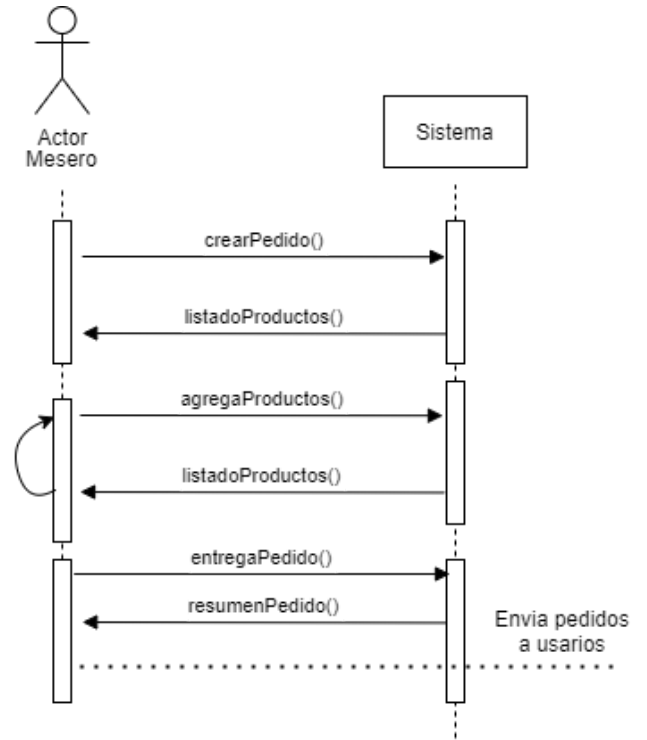 Actor
Mesero
Sistema
crearPedido()
listadoProductos()
agregaProductos()
listadoProductos()
entregaPedido()
resumenPedido()
Envia pedidos
a usarios